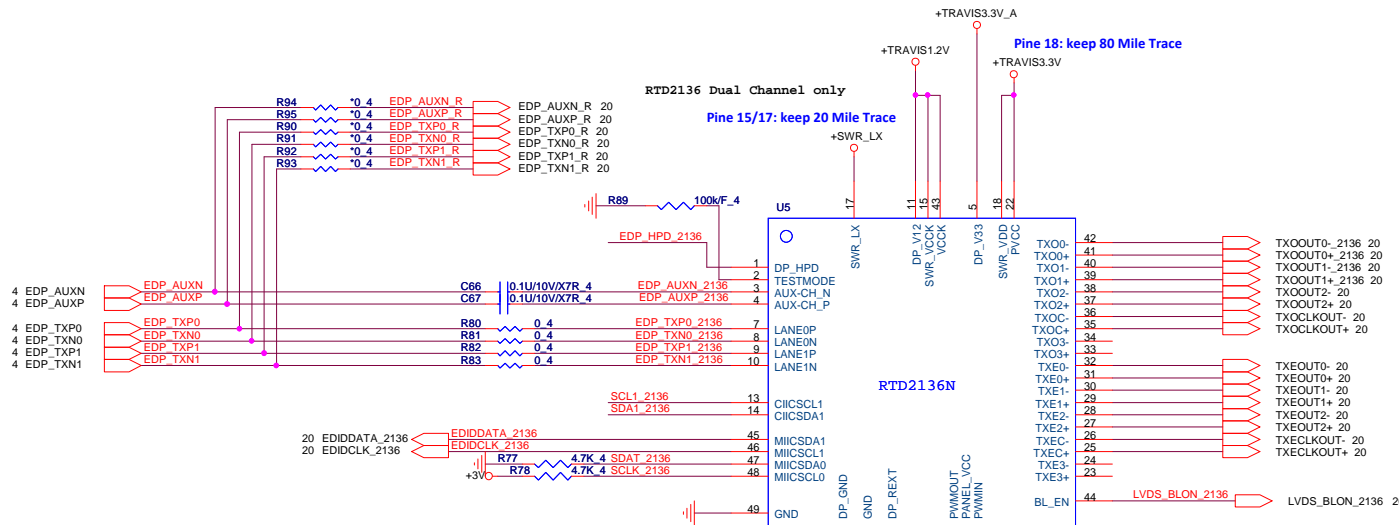 +TRAVIS3.3V_A
Pine 18: keep 80 Mile Trace
+TRAVIS1.2V
+TRAVIS3.3V
RTD2136 Dual Channel only
Pine 15/17: keep 20 Mile Trace
+SWR_LX
R94 *0_4 EDP_AUXN_R EDP_AUXN_R 20
R95 *0_4 EDP_AUXP_R EDP_AUXP_R 20
R90 *0_4 EDP_TXP0_R EDP_TXP0_R 20
R91 *0_4 EDP_TXN0_R EDP_TXN0_R 20
R92 *0_4 EDP_TXP1_R EDP_TXP1_R 20
R93 *0_4 EDP_TXN1_R EDP_TXN1_R 20
R89 100k/F_4
U5
17 11 15 43 5 18 22
SWR_LX
DP_V12
SWR_VCCK
VCCK
DP_V33
SWR_VDD
PVCC
EDP_HPD_2136
1 DP_HPD
2 TESTMODE
4 EDP_AUXN EDP_AUXN C66 0.1U/10V/X7R_4 EDP_AUXN_2136 3 AUX-CH_N
4 EDP_AUXP EDP_AUXP C67 0.1U/10V/X7R_4 EDP_AUXP_2136 4 AUX-CH_P
4 EDP_TXP0 EDP_TXP0 R80 0_4 EDP_TXP0_2136 7 LANE0P
4 EDP_TXN0 EDP_TXN0 R81 0_4 EDP_TXN0_2136 8 LANE0N
4 EDP_TXP1 EDP_TXP1 R82 0_4 EDP_TXP1_2136 9 LANE1P
4 EDP_TXN1 EDP_TXN1 R83 0_4 EDP_TXN1_2136 10 LANE1N
RTD2136N
SCL1_2136 13 CIICSCL1
SDA1_2136 14 CIICSDA1
20 EDIDDATA_2136 EDIDDATA_2136 45 MIICSDA1
20 EDIDCLK_2136 EDIDCLK_2136 46 MIICSCL1
R77 4.7K_4 SDAT_2136 47 MIICSDA0
+3V R78 4.7K_4 SCLK_2136 48 MIICSCL0
49 GND
DP_GND
GND
DP_REXT
PWMOUT
PANEL_VCC
PWMIN
TXO0- 42 TXOOUT0-_2136 20
TXO0+ 41 TXOOUT0+_2136 20
TXO1- 40 TXOOUT1-_2136 20
TXO1+ 39 TXOOUT1+_2136 20
TXO2- 38 TXOUT2- 20
TXO2+ 37 TXOUT2+ 20
TXOC- 36 TXOCLKOUT- 20
TXOC+ 35 TXOCLKOUT+ 20
TXO3- 34
TXO3+ 33
TXE0- 32 TXEOUT0- 20
TXE0+ 31 TXEOUT0+ 20
TXE1- 30 TXEOUT1- 20
TXE1+ 29 TXEOUT1+ 20
TXE2- 28 TXEOUT2- 20
TXE2+ 27 TXEOUT2+ 20
TXEC- 26 TXECLKOUT- 20
TXEC+ 25 TXECLKOUT+ 20
TXE3- 24
TXE3+ 23
BL_EN 44 LVDS_BLON_2136 LVDS_BLON_2136 20